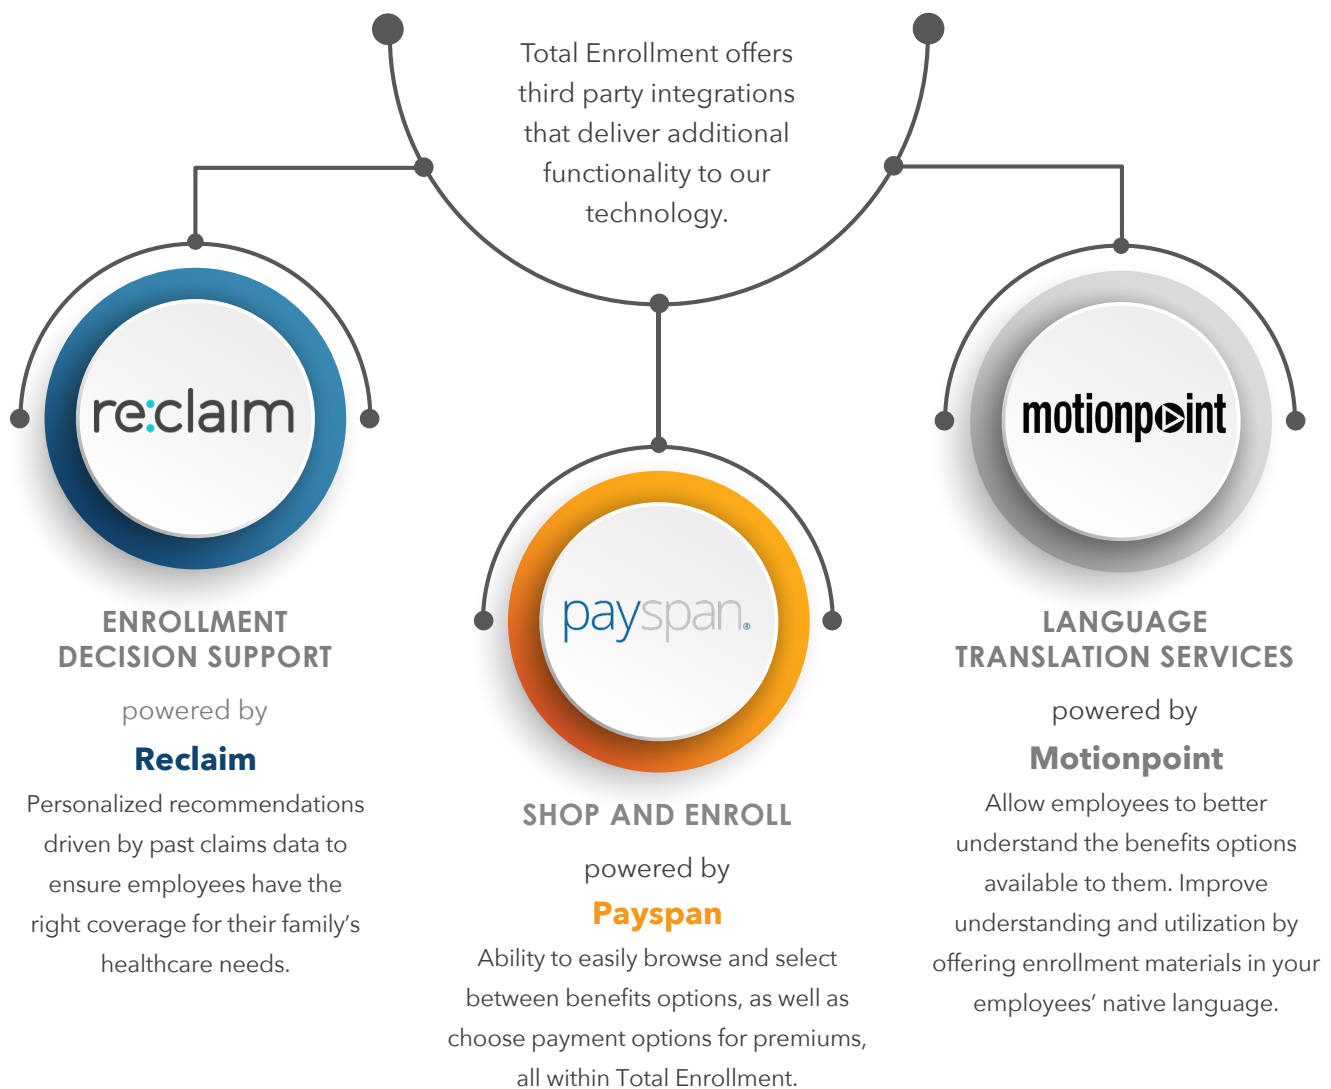 Total Enrollment offers
third party integrations
that deliver additional
functionality to our
technology.
re:claim
ENROLLMENT
DECISION SUPPORT
powered by
Reclaim
Personalized recommendations
driven by past claims data to
ensure employees have the
right coverage for their family’s
healthcare needs.
payspan®
SHOP AND ENROLL
powered by
Payspan
Ability to easily browse and select
between benefits options, as well as
choose payment options for premiums,
all within Total Enrollment.
motionpoint
LANGUAGE
TRANSLATION SERVICES
powered by
Motionpoint
Allow employees to better
understand the benefits options
available to them. Improve
understanding and utilization by
offering enrollment materials in your
employees’ native language.